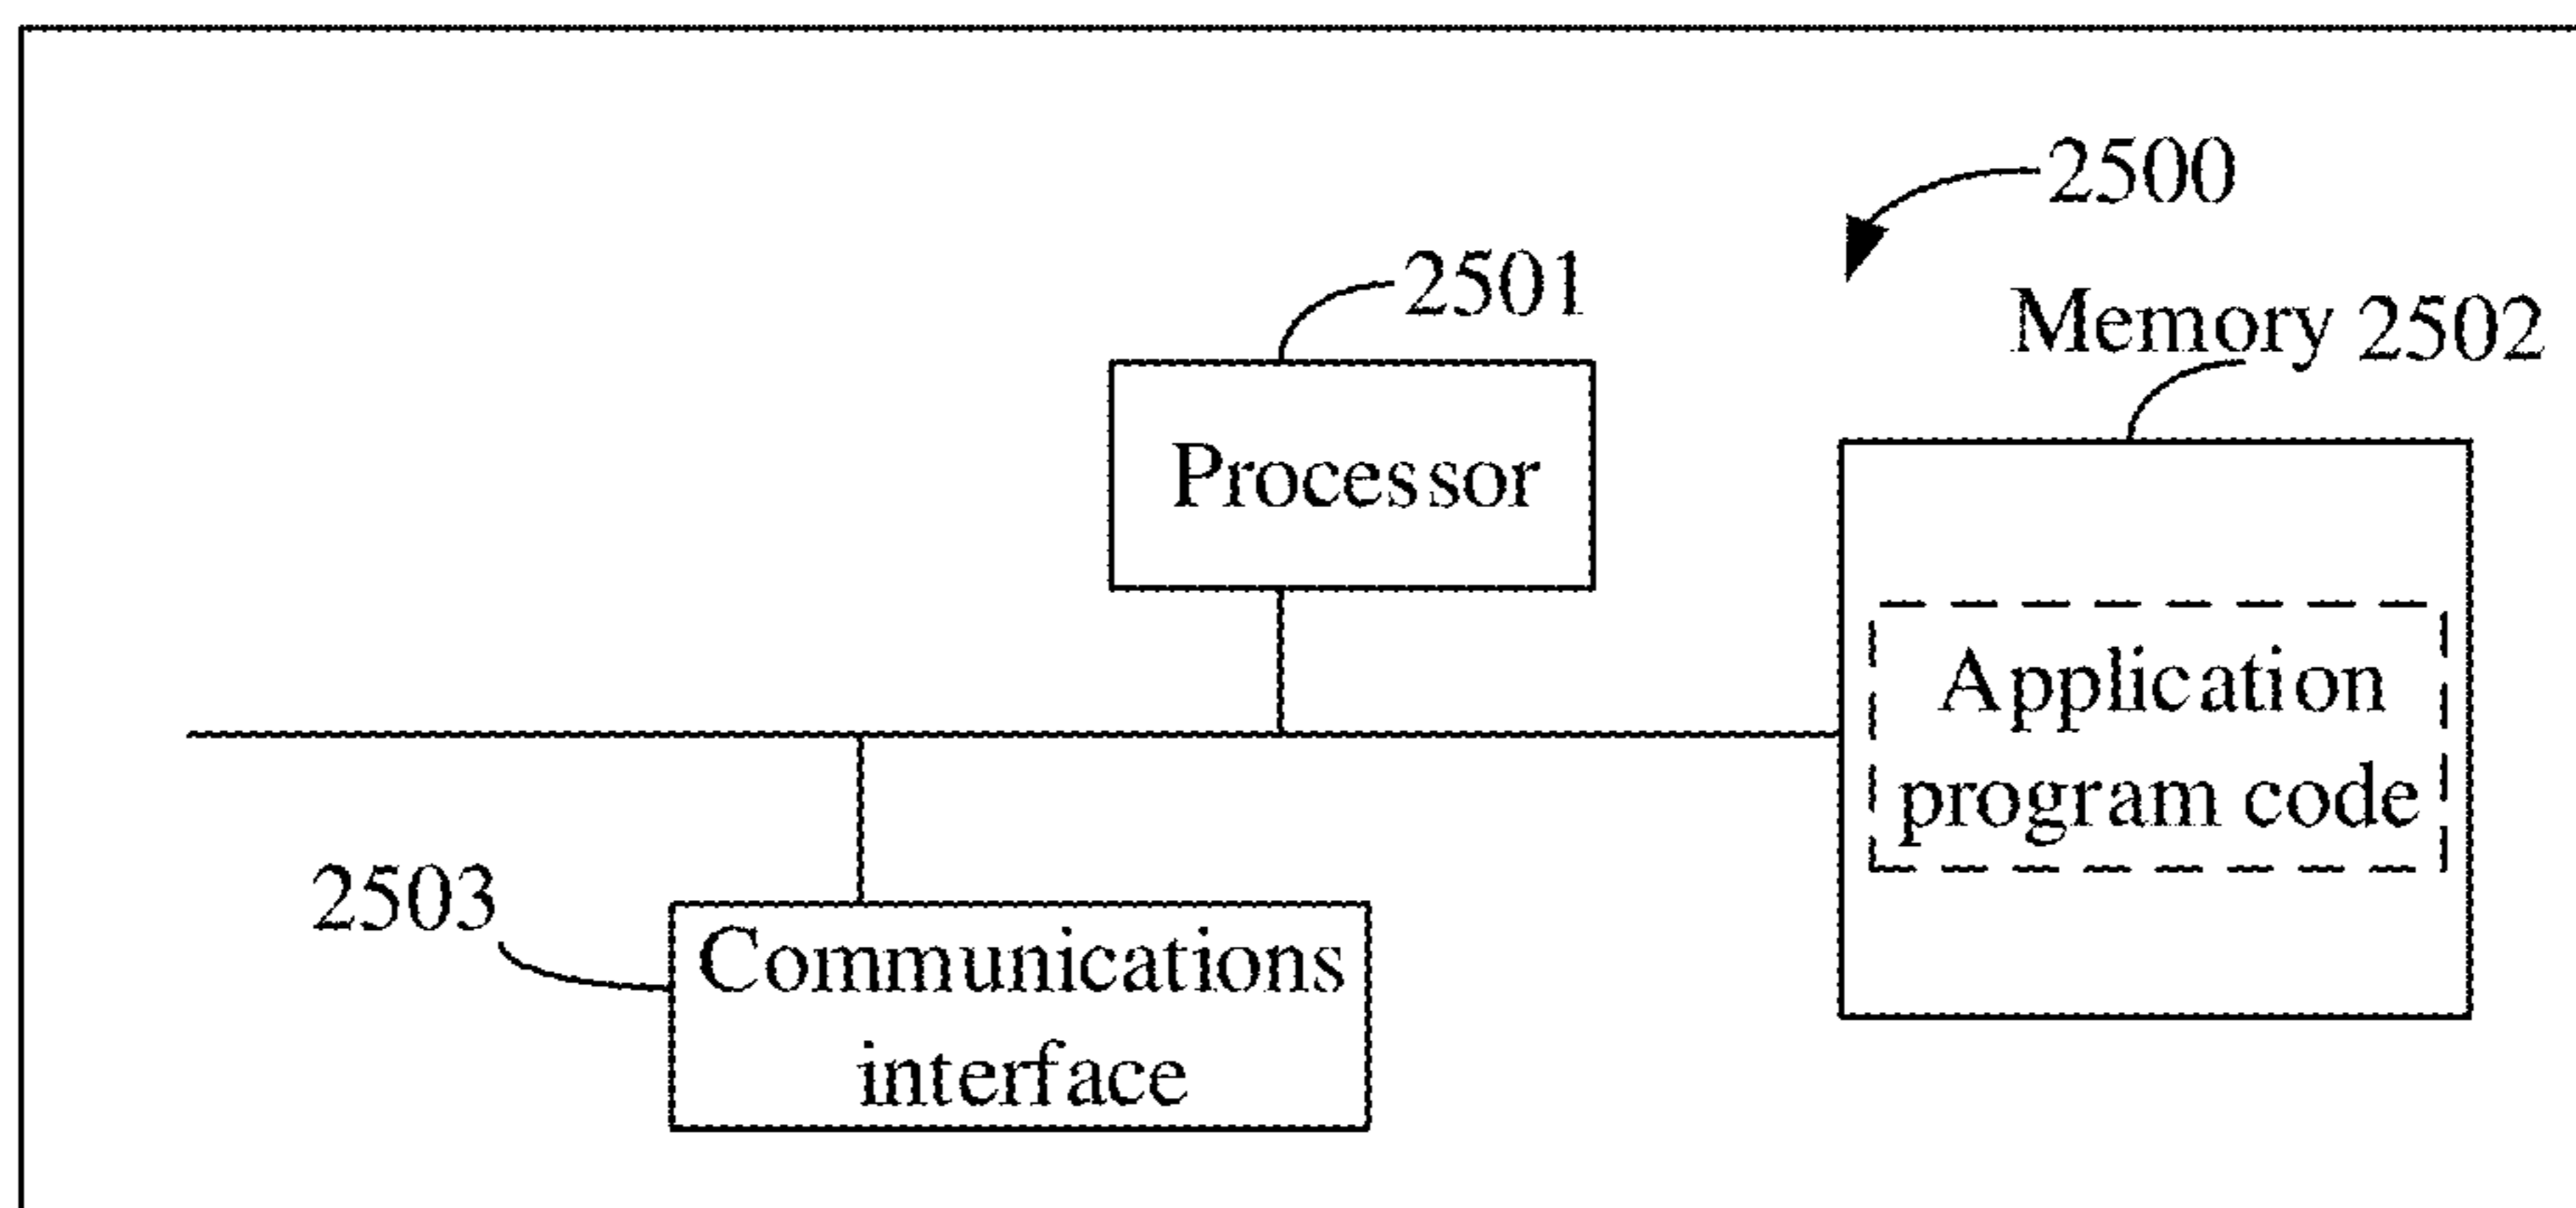 2500
2501
Memory 2502
Processor
Application
program code
2503
Communications
interface